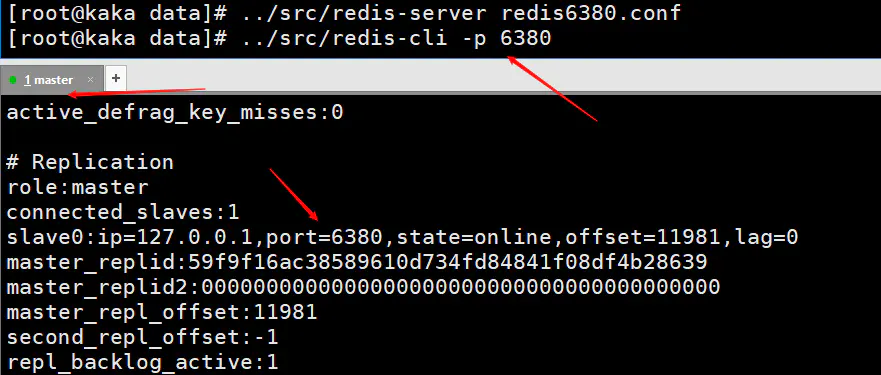 [root@kaka data]# ../src/redis-server redis6380.conf
[root@kaka data]# ../src/redis-cli -p 6380
1 master × +
active_defrag_key_misses:0
# Replication
role:master
connected_slaves:1
slave0:ip=127.0.0.1,port=6380,state=online,offset=11981,lag=0
master_replid:59f9f16ac38589610d734fd84841f08df4b28639
master_replid2:0000000000000000000000000000000000000000
master_repl_offset:11981
second_repl_offset:-1
repl_backlog_active:1